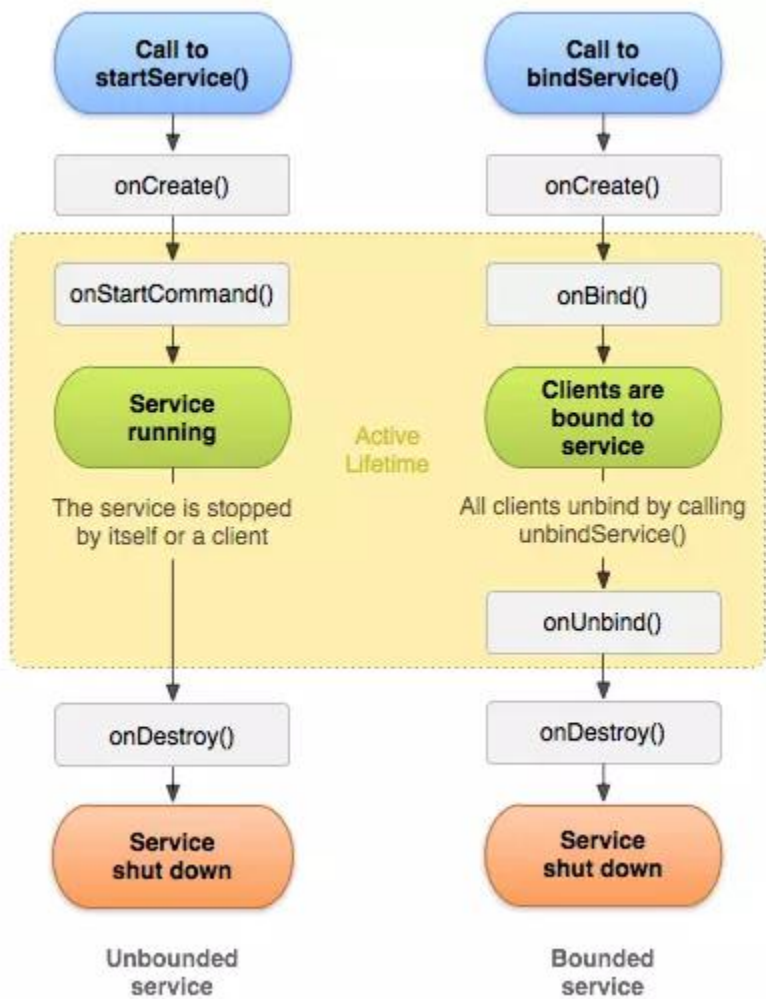 Call to
startService()
onCreate()
onStartCommand()
Service
running
The service is stopped
by itself or a client
onDestroy()
Service
shut down
Unbounded
service
Active
Lifetime
Call to
bindService()
onCreate()
onBind()
Clients are
bound to
service
All clients unbind by calling
unbindService()
onUnbind()
onDestroy()
Service
shut down
Bounded
service